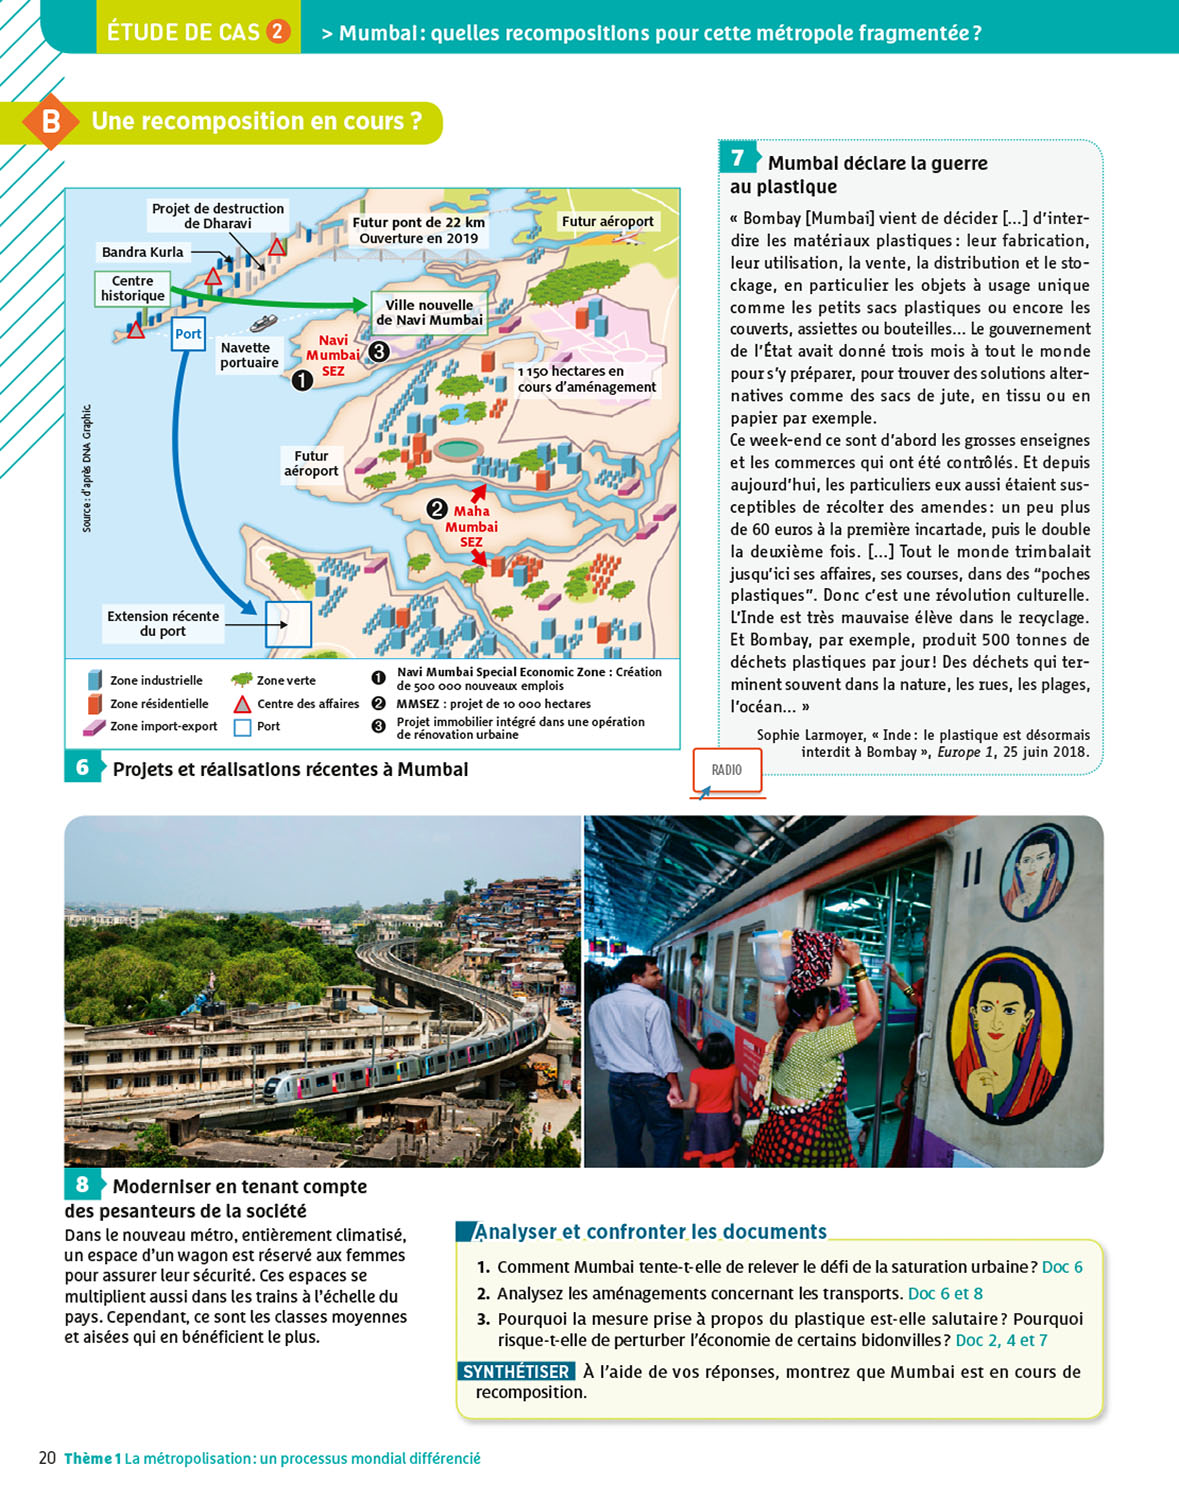 ÉTUDE DE CAS 2
> Mumbai : quelles recompositions pour cette métropole fragmentée ?
B Une recomposition en cours ?
Projet de destruction
de Dharavi
Bandra Kurla
Centre
historique
Port
Navette
portuaire
Futur pont de 22 km
Ouverture en 2019
Futur aéroport
Ville nouvelle
de Navi Mumbai
Navi
Mumbai
SEZ
1
3
1 150 hectares en
cours d'aménagement
Futur
aéroport
2
Maha
Mumbai
SEZ
Extension récente
du port
Source : d'après DNA Graphic.
Zone industrielle
Zone résidentielle
Zone import-export
Zone verte
Centre des affaires
Port
1 Navi Mumbai Special Economic Zone : Création
de 500 000 nouveaux emplois
2 MMSEZ : projet de 10 000 hectares
3 Projet immobilier intégré dans une opération
de rénovation urbaine
6 Projets et réalisations récentes à Mumbai
7 Mumbai déclare la guerre
au plastique
« Bombay [Mumbai] vient de décider […] d'inter-
dire les matériaux plastiques : leur fabrication,
leur utilisation, la vente, la distribution et le sto-
ckage, en particulier les objets à usage unique
comme les petits sacs plastiques ou encore les
couverts, assiettes ou bouteilles… Le gouvernement
de l'État avait donné trois mois à tout le monde
pour s'y préparer, pour trouver des solutions alter-
natives comme des sacs de jute, en tissu ou en
papier par exemple.
Ce week-end ce sont d'abord les grosses enseignes
et les commerces qui ont été contrôlés. Et depuis
aujourd'hui, les particuliers eux aussi étaient sus-
ceptibles de récolter des amendes : un peu plus
de 60 euros à la première incartade, puis le double
la deuxième fois. […] Tout le monde trimbalait
jusqu'ici ses affaires, ses courses, dans des “poches
plastiques”. Donc c'est une révolution culturelle.
L'Inde est très mauvaise élève dans le recyclage.
Et Bombay, par exemple, produit 500 tonnes de
déchets plastiques par jour ! Des déchets qui ter-
minent souvent dans la nature, les rues, les plages,
l'océan… »
Sophie Larmoyer, « Inde : le plastique est désormais
interdit à Bombay », Europe 1, 25 juin 2018.
RADIO
8 Moderniser en tenant compte
des pesanteurs de la société
Dans le nouveau métro, entièrement climatisé,
un espace d'un wagon est réservé aux femmes
pour assurer leur sécurité. Ces espaces se
multiplient aussi dans les trains à l'échelle du
pays. Cependant, ce sont les classes moyennes
et aisées qui en bénéficient le plus.
Analyser et confronter les documents
1. Comment Mumbai tente-t-elle de relever le défi de la saturation urbaine ? Doc 6
2. Analysez les aménagements concernant les transports. Doc 6 et 8
3. Pourquoi la mesure prise à propos du plastique est-elle salutaire ? Pourquoi
risque-t-elle de perturber l'économie de certains bidonvilles ? Doc 2, 4 et 7
SYNTHÉTISER À l'aide de vos réponses, montrez que Mumbai est en cours de
recomposition.
20 Thème 1 La métropolisation : un processus mondial différencié